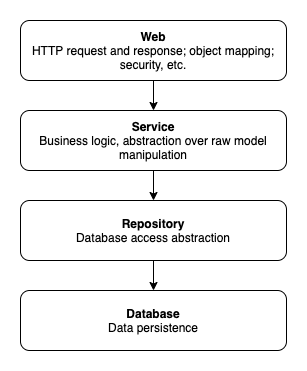 Web
HTTP request and response; object mapping;
security, etc.
Service
Business logic, abstraction over raw model
manipulation
Repository
Database access abstraction
Database
Data persistence